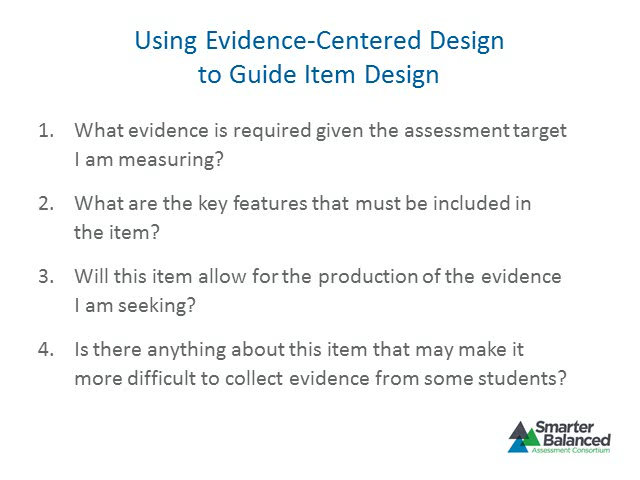 Using Evidence-Centered Design
to Guide Item Design
1. What evidence is required given the assessment target
I am measuring?
2. What are the key features that must be included in
the item?
3. Will this item allow for the production of the evidence
I am seeking?
4. Is there anything about this item that may make it
more difficult to collect evidence from some students?
Smarter
Balanced
Assessment Consortium